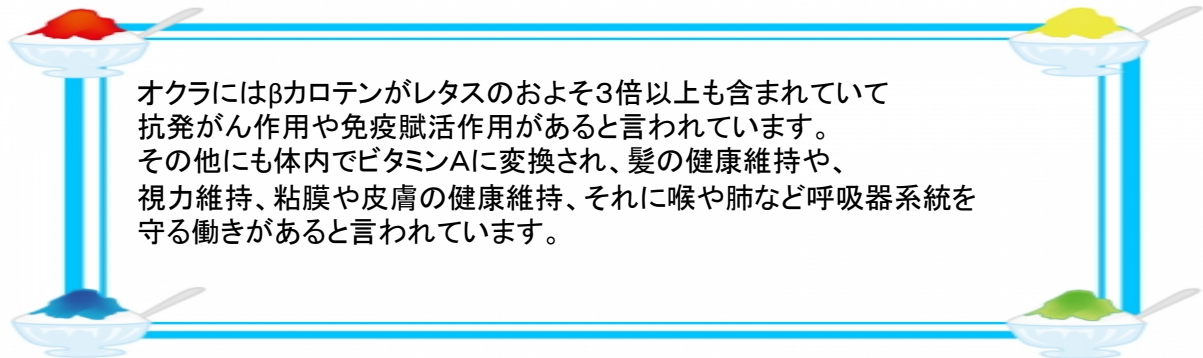 オクラにはβカロテンがレタスのおよそ3倍以上も含まれていて
抗発がん作用や免疫賦活作用があると言われています。
その他にも体内でビタミンAに変換され、髪の健康維持や、
視力維持、粘膜や皮膚の健康維持、それに喉や肺など呼吸器系統を
守る働きがあると言われています。